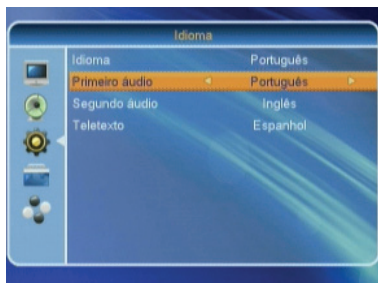 Idioma
Idioma Português
Primeiro áudio Português
Segundo áudio Inglês
Teletexto Espanhol